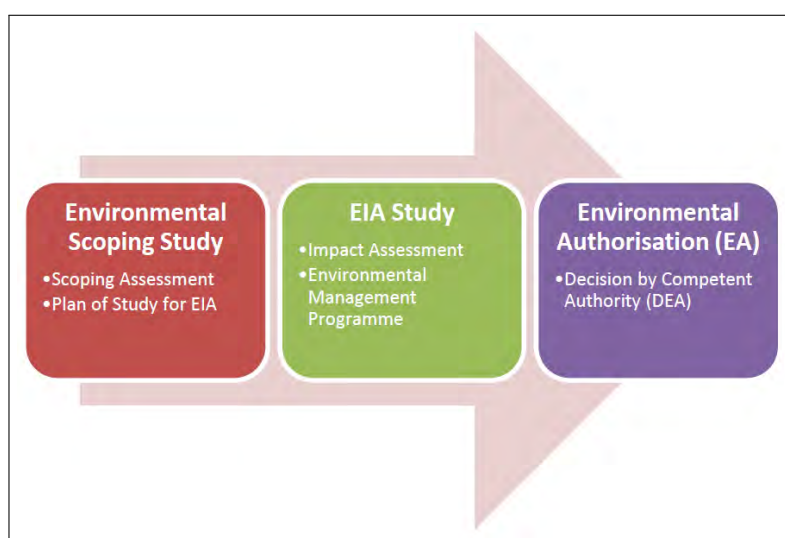 Environmental
Scoping Study
•Scoping Assessment
•Plan of Study for EIA
EIA Study
•Impact Assessment
•Environmental
Management
Programme
Environmental
Authorisation (EA)
•Decision by Competent
Authority (DEA)